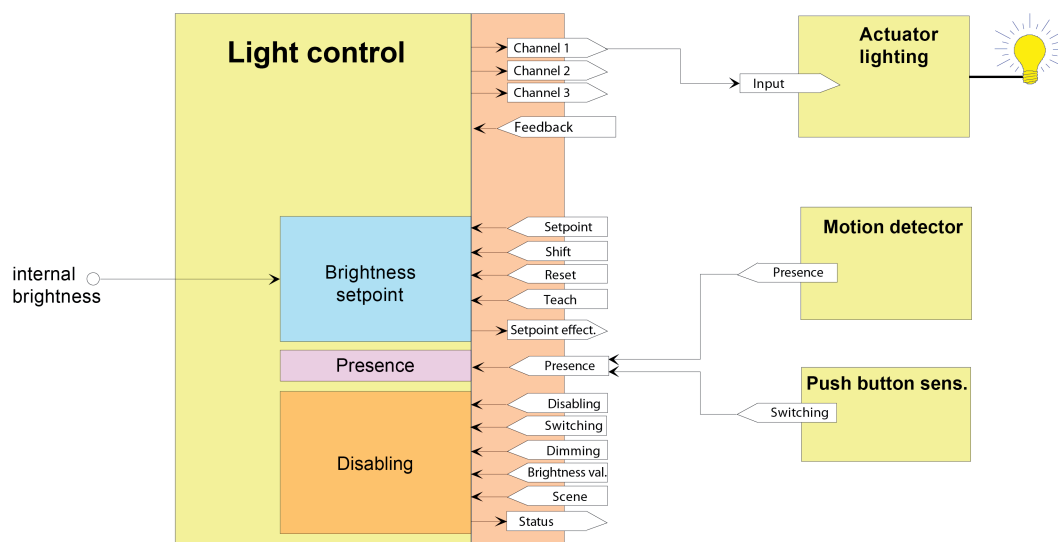 Light control
Channel 1
Channel 2
Channel 3
Feedback
Input
Actuator
lighting
internal
brightness
Brightness
setpoint
Setpoint
Shift
Reset
Teach
Setpoint effect.
Motion detector
Presence
Presence
Presence
Push button sens.
Switching
Disabling
Disabling
Switching
Dimming
Brightness val.
Scene
Status